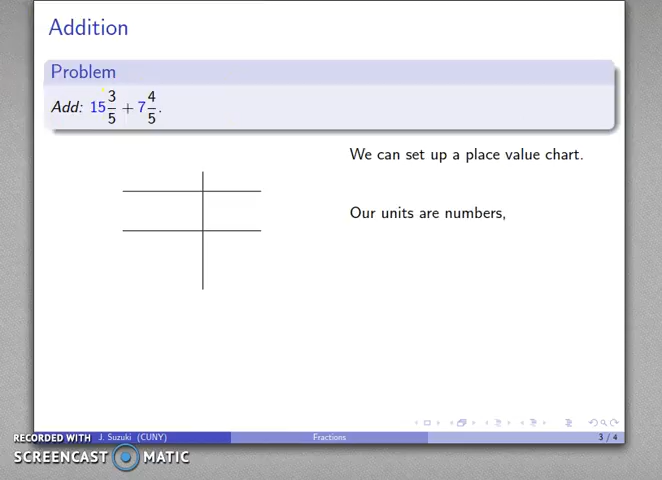 Addition
Problem
Add: 15 3/5 + 7 4/5.
We can set up a place value chart.
Our units are numbers,
RECORDED WITH
SCREENCAST MATIC
J. Suzuki (CUNY)
Fractions
3 / 4